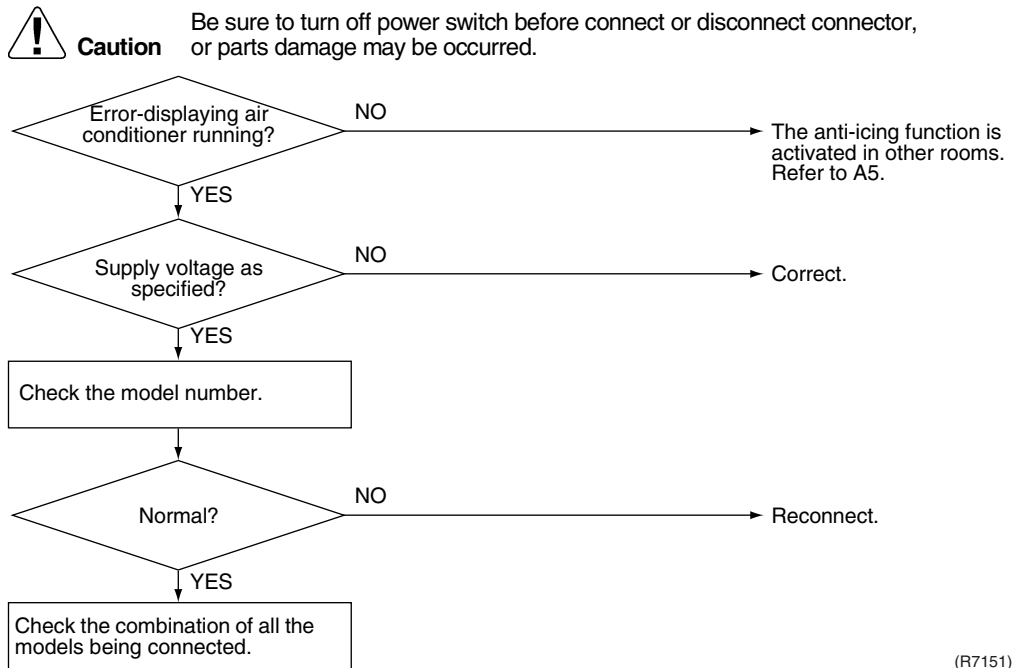 Be sure to turn off power switch before connect or disconnect connector,
Caution or parts damage may be occurred.
Error-displaying air
conditioner running?
NO
The anti-icing function is
activated in other rooms.
Refer to A5.
YES
Supply voltage as
specified?
NO
Correct.
YES
Check the model number.
Normal?
NO
Reconnect.
YES
Check the combination of all the
models being connected.
(R7151)